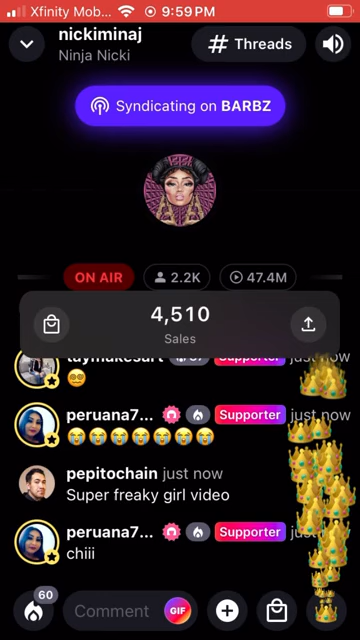 Xfinity Mob... 9:59 PM
nickiminaj
Ninja Nicki
# Threads
Syndicating on BARBZ
ON AIR 2.2K 47.4M
4,510
Sales
Supporter just now
😵‍💫
peruana7... Supporter just now
😭😭😭😭😭😭😭
pepitochain just now
Super freaky girl video
peruana7... Supporter
chiii
60
Comment GIF